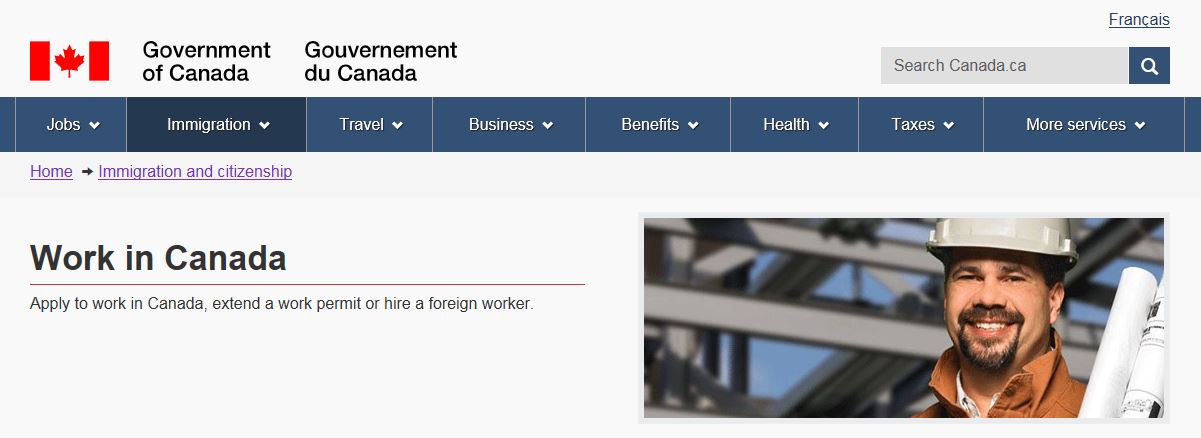 Français
Government
of Canada
Gouvernement
du Canada
Search Canada.ca
Jobs Immigration Travel Business Benefits Health Taxes More services
Home Immigration and citizenship
Work in Canada
Apply to work in Canada, extend a work permit or hire a foreign worker.